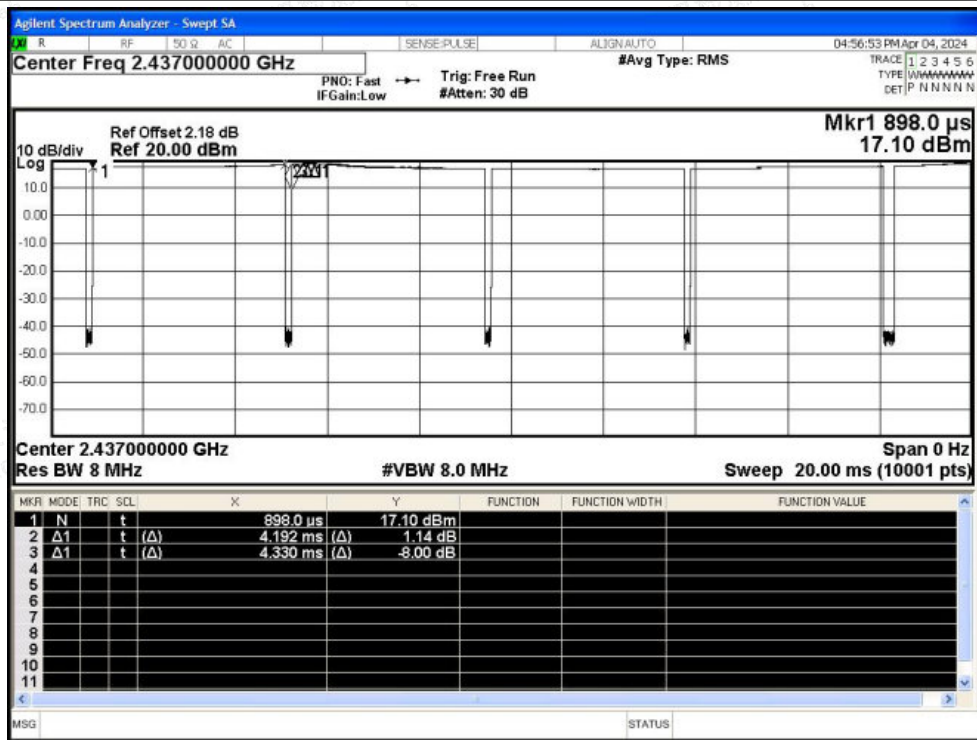 Agilent Spectrum Analyzer - Swept SA
LXI R RF 50 Ω AC SENSE:PULSE ALIGNAUTO 04:56:53 PM Apr 04, 2024
Center Freq 2.437000000 GHz #Avg Type: RMS TRACE 1 2 3 4 5 6
PNO: Fast Trig: Free Run TYPE
IFGain:Low #Atten: 30 dB DET P N N N N N
Mkr1 898.0 μs
Ref Offset 2.18 dB
10 dB/div Ref 20.00 dBm 17.10 dBm
Log
1
10.0
0.00
-10.0
-20.0
-30.0
-40.0
-50.0
-60.0
-70.0
Center 2.437000000 GHz Span 0 Hz
Res BW 8 MHz #VBW 8.0 MHz Sweep 20.00 ms (10001 pts)
MKR MODE TRC SCL X Y FUNCTION FUNCTION WIDTH FUNCTION VALUE
1 N t 898.0 μs 17.10 dBm
2 Δ1 t (Δ) 4.192 ms (Δ) 1.14 dB
3 Δ1 t (Δ) 4.330 ms (Δ) -8.00 dB
4
5
6
7
8
9
10
11
MSG STATUS